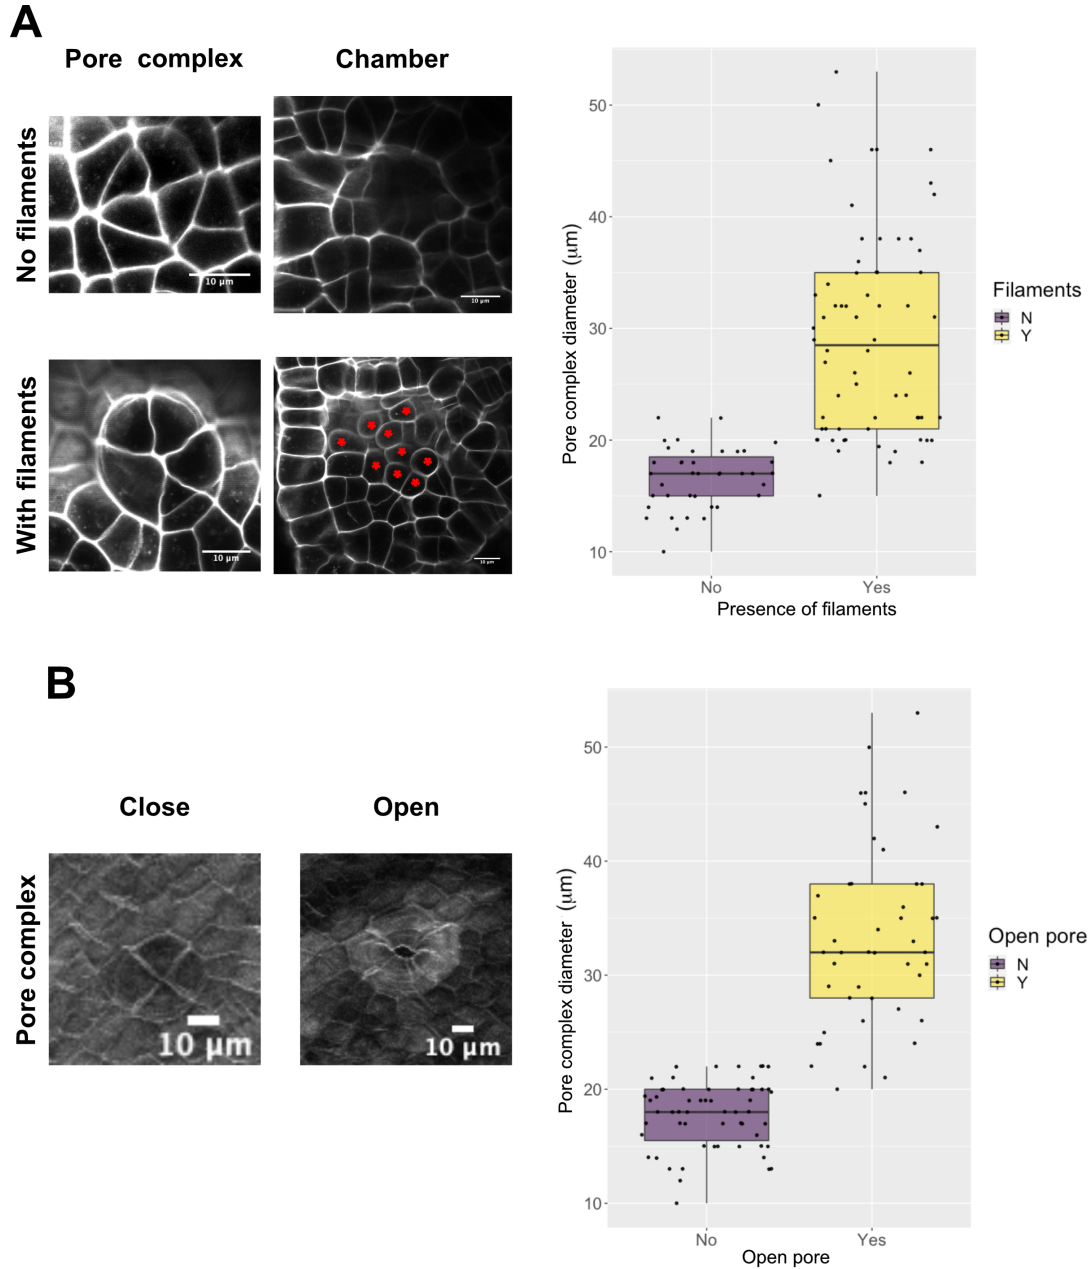 A
Pore complex
Chamber
No filaments
10 µm
10 µm
With filaments
10 µm
10 µm
Pore complex diameter (µm)
50
40
30
20
10
No
Yes
Presence of filaments
Filaments
N
Y
B
Close
Open
Pore complex
10 µm
10 µm
Pore complex diameter (µm)
50
40
30
20
10
No
Yes
Open pore
Open pore
N
Y